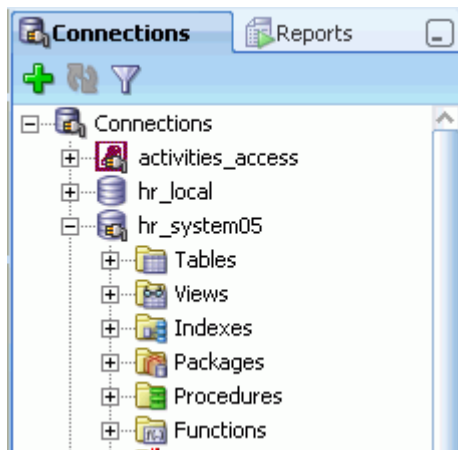 Connections Reports
Connections
activities_access
hr_local
hr_system05
Tables
Views
Indexes
Packages
Procedures
Functions